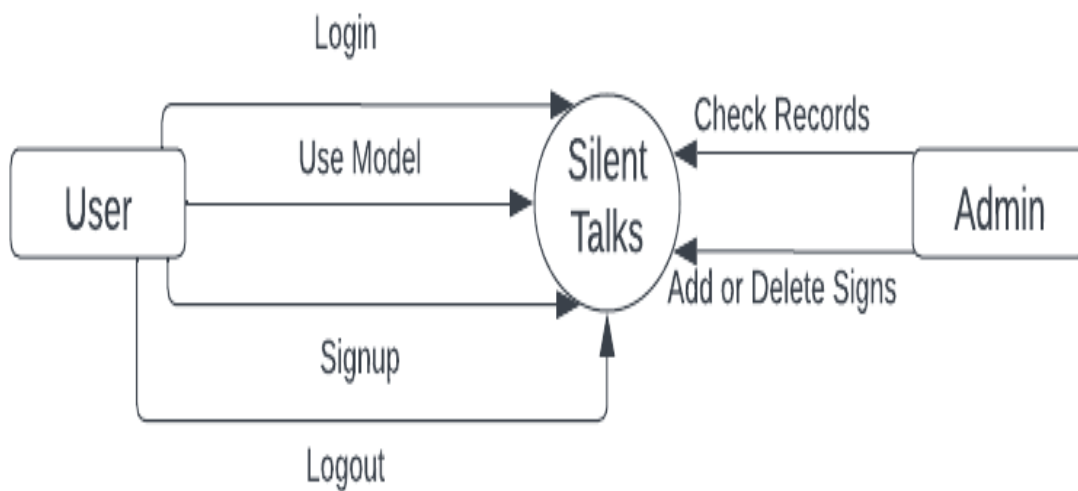 Login
Use Model
User
Signup
Logout
Silent
Talks
Check Records
Add or Delete Signs
Admin